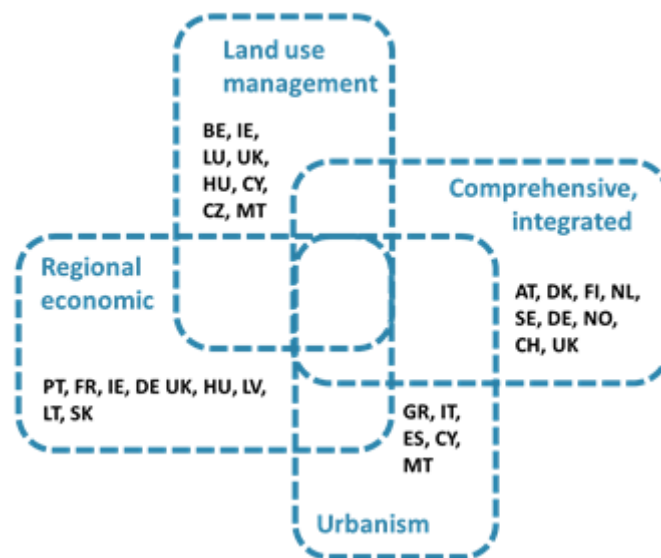 Land use
management
BE, IE,
LU, UK,
HU, CY,
CZ, MT
Comprehensive,
integrated
AT, DK, FI, NL,
SE, DE, NO,
CH, UK
Regional
economic
PT, FR, IE, DE UK, HU, LV,
LT, SK
GR, IT,
ES, CY,
MT
Urbanism